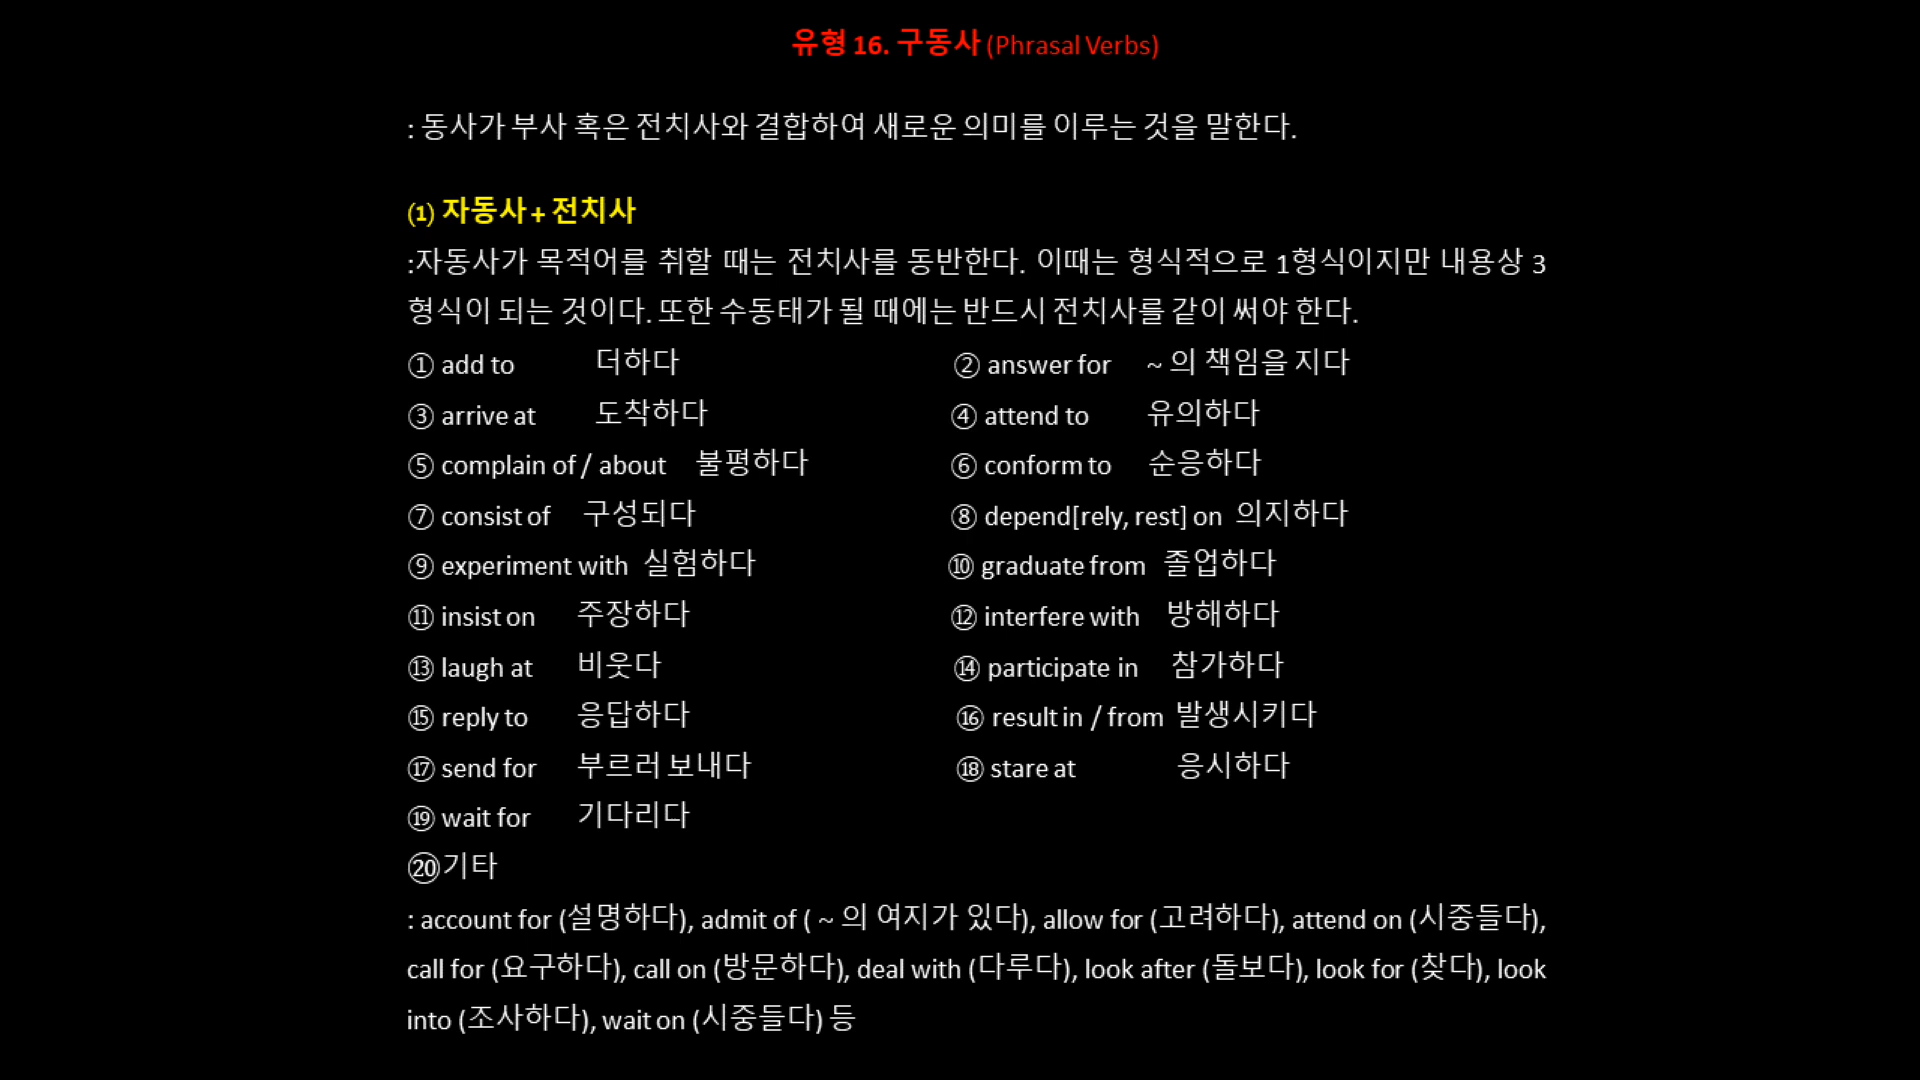 유형 16. 구동사 (Phrasal Verbs)
: 동사가 부사 혹은 전치사와 결합하여 새로운 의미를 이루는 것을 말한다.
(1) 자동사 + 전치사
:자동사가 목적어를 취할 때는 전치사를 동반한다. 이때는 형식적으로 1형식이지만 내용상 3
형식이 되는 것이다. 또한 수동태가 될 때에는 반드시 전치사를 같이 써야 한다.
① add to 더하다 ② answer for ~ 의 책임을 지다
③ arrive at 도착하다 ④ attend to 유의하다
⑤ complain of / about 불평하다 ⑥ conform to 순응하다
⑦ consist of 구성되다 ⑧ depend[rely, rest] on 의지하다
⑨ experiment with 실험하다 ⑩ graduate from 졸업하다
⑪ insist on 주장하다 ⑫ interfere with 방해하다
⑬ laugh at 비웃다 ⑭ participate in 참가하다
⑮ reply to 응답하다 ⑯ result in / from 발생시키다
⑰ send for 부르러 보내다 ⑱ stare at 응시하다
⑲ wait for 기다리다
⑳기타
: account for (설명하다), admit of ( ~ 의 여지가 있다), allow for (고려하다), attend on (시중들다),
call for (요구하다), call on (방문하다), deal with (다루다), look after (돌보다), look for (찾다), look
into (조사하다), wait on (시중들다) 등